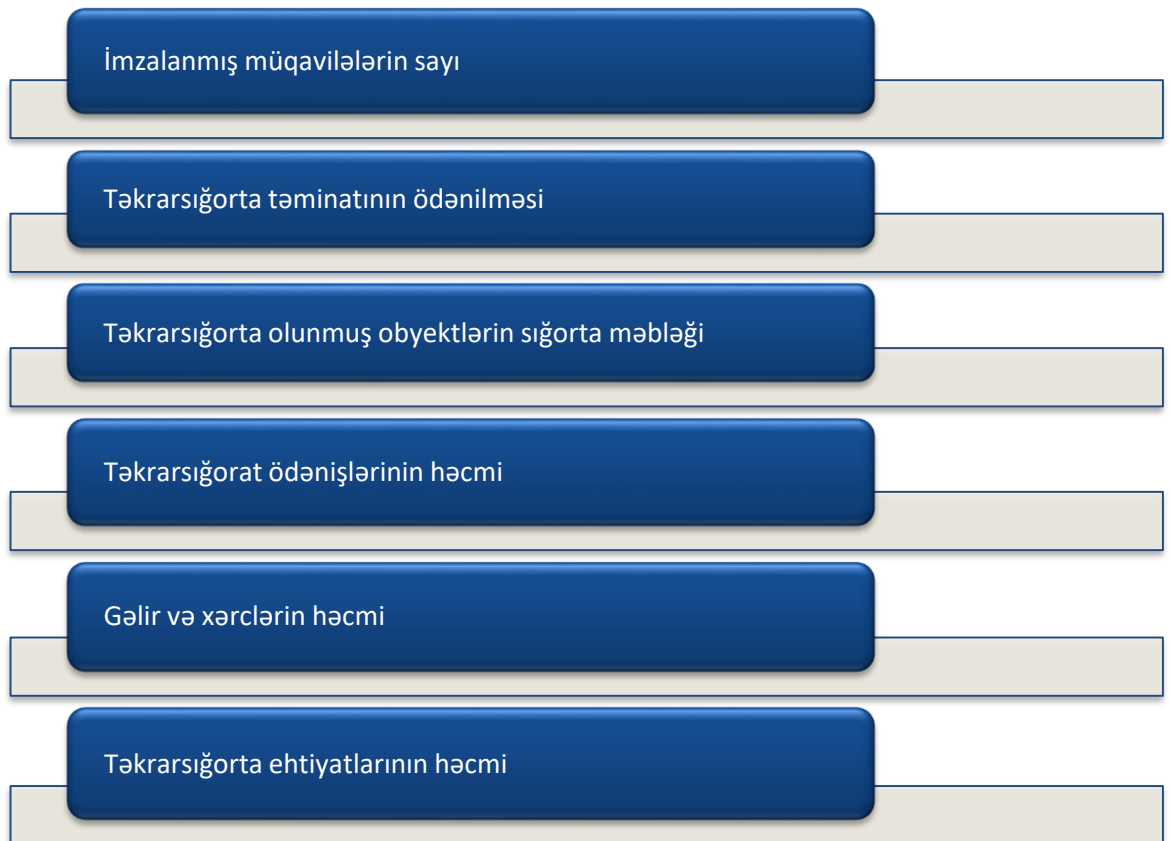 İmzalanmış müqavilələrin sayı
Təkrarsığorta təminatının ödənilməsi
Təkrarsığorta olunmuş obyektlərin sığorta məbləği
Təkrarsığorat ödənişlərinin həcmi
Gəlir və xərclərin həcmi
Təkrarsığorta ehtiyatlarının həcmi